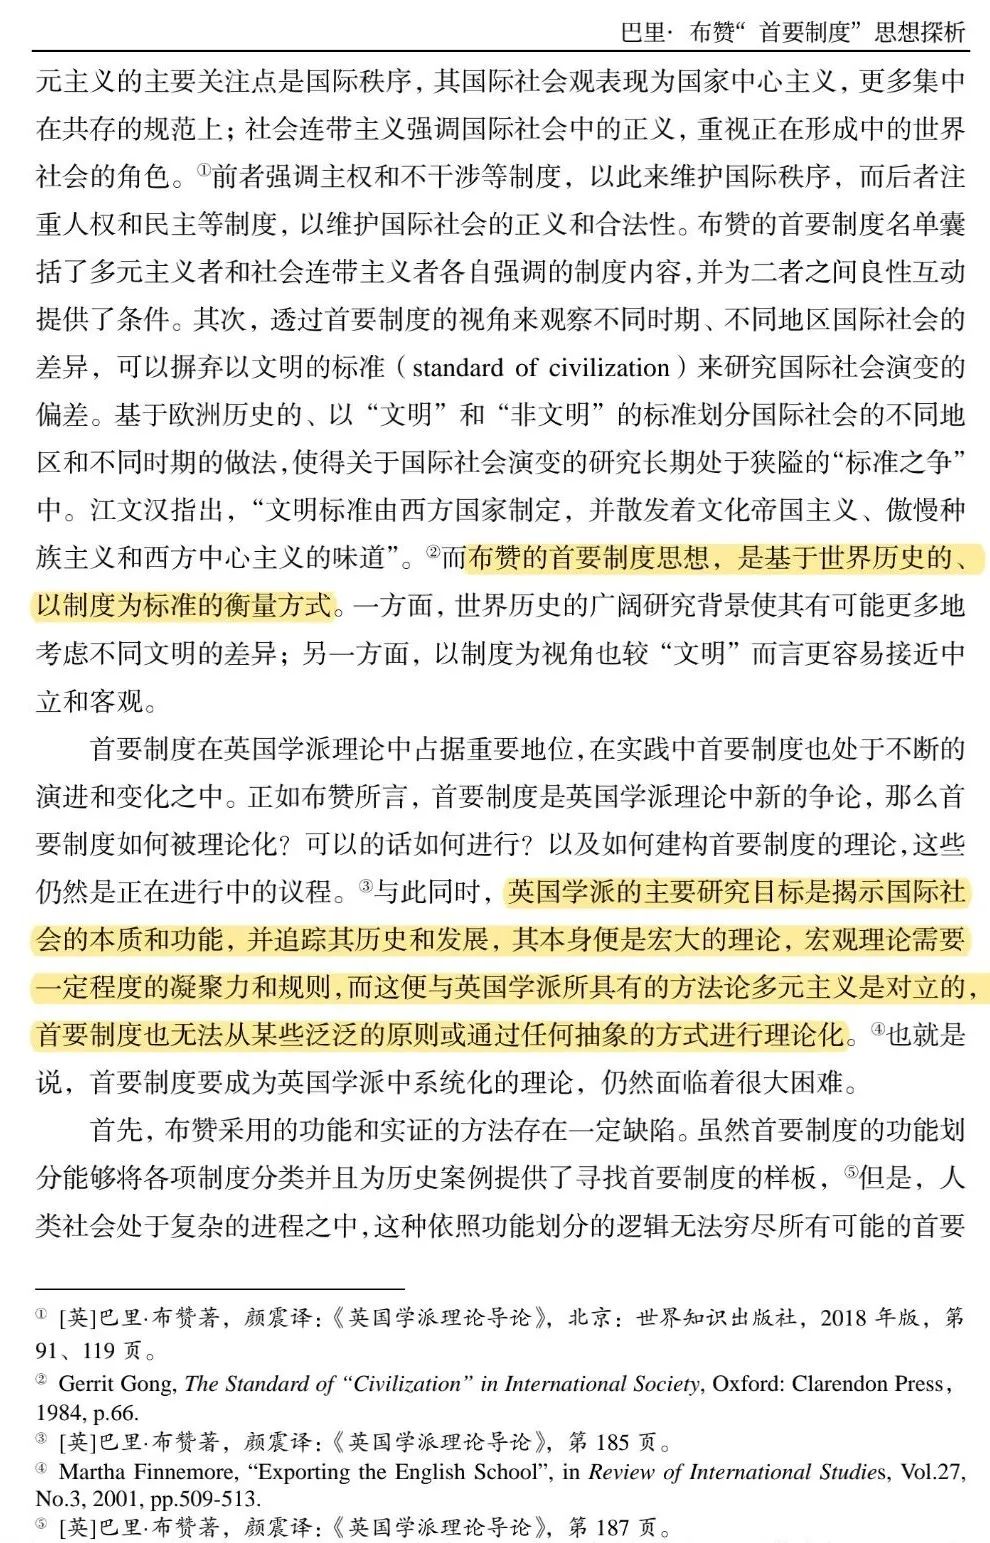 巴里·布赞“首要制度”思想探析
元主义的主要关注点是国际秩序，其国际社会观表现为国家中心主义，更多集中
在共存的规范上；社会连带主义强调国际社会中的正义，重视正在形成中的世界
社会的角色。①前者强调主权和不干涉等制度，以此来维护国际秩序，而后者注
重人权和民主等制度，以维护国际社会的正义和合法性。布赞的首要制度名单囊
括了多元主义者和社会连带主义者各自强调的制度内容，并为二者之间良性互动
提供了条件。其次，透过首要制度的视角来观察不同时期、不同地区国际社会的
差异，可以摒弃以文明的标准（standard of civilization）来研究国际社会演变的
偏差。基于欧洲历史的、以“文明”和“非文明”的标准划分国际社会的不同地
区和不同时期的做法，使得关于国际社会演变的研究长期处于狭隘的“标准之争”
中。江文汉指出，“文明标准由西方国家制定，并散发着文化帝国主义、傲慢种
族主义和西方中心主义的味道”。②而布赞的首要制度思想，是基于世界历史的、
以制度为标准的衡量方式。一方面，世界历史的广阔研究背景使其有可能更多地
考虑不同文明的差异；另一方面，以制度为视角也较“文明”而言更容易接近中
立和客观。
首要制度在英国学派理论中占据重要地位，在实践中首要制度也处于不断的
演进和变化之中。正如布赞所言，首要制度是英国学派理论中新的争论，那么首
要制度如何被理论化？可以的话如何进行？以及如何建构首要制度的理论，这些
仍然是正在进行中的议程。③与此同时，英国学派的主要研究目标是揭示国际社
会的本质和功能，并追踪其历史和发展，其本身便是宏大的理论，宏观理论需要
一定程度的凝聚力和规则，而这便与英国学派所具有的方法论多元主义是对立的，
首要制度也无法从某些泛泛的原则或通过任何抽象的方式进行理论化。④也就是
说，首要制度要成为英国学派中系统化的理论，仍然面临着很大困难。
首先，布赞采用的功能和实证的方法存在一定缺陷。虽然首要制度的功能划
分能够将各项制度分类并且为历史案例提供了寻找首要制度的样板，⑤但是，人
类社会处于复杂的进程之中，这种依照功能划分的逻辑无法穷尽所有可能的首要
① [英]巴里·布赞著，颜震译：《英国学派理论导论》，北京：世界知识出版社，2018 年版，第
91、119 页。
② Gerrit Gong, The Standard of “Civilization” in International Society, Oxford: Clarendon Press，
1984, p.66.
③ [英]巴里·布赞著，颜震译：《英国学派理论导论》，第 185 页。
④ Martha Finnemore, “Exporting the English School”, in Review of International Studies, Vol.27,
No.3, 2001, pp.509-513.
⑤ [英]巴里·布赞著，颜震译：《英国学派理论导论》，第 187 页。